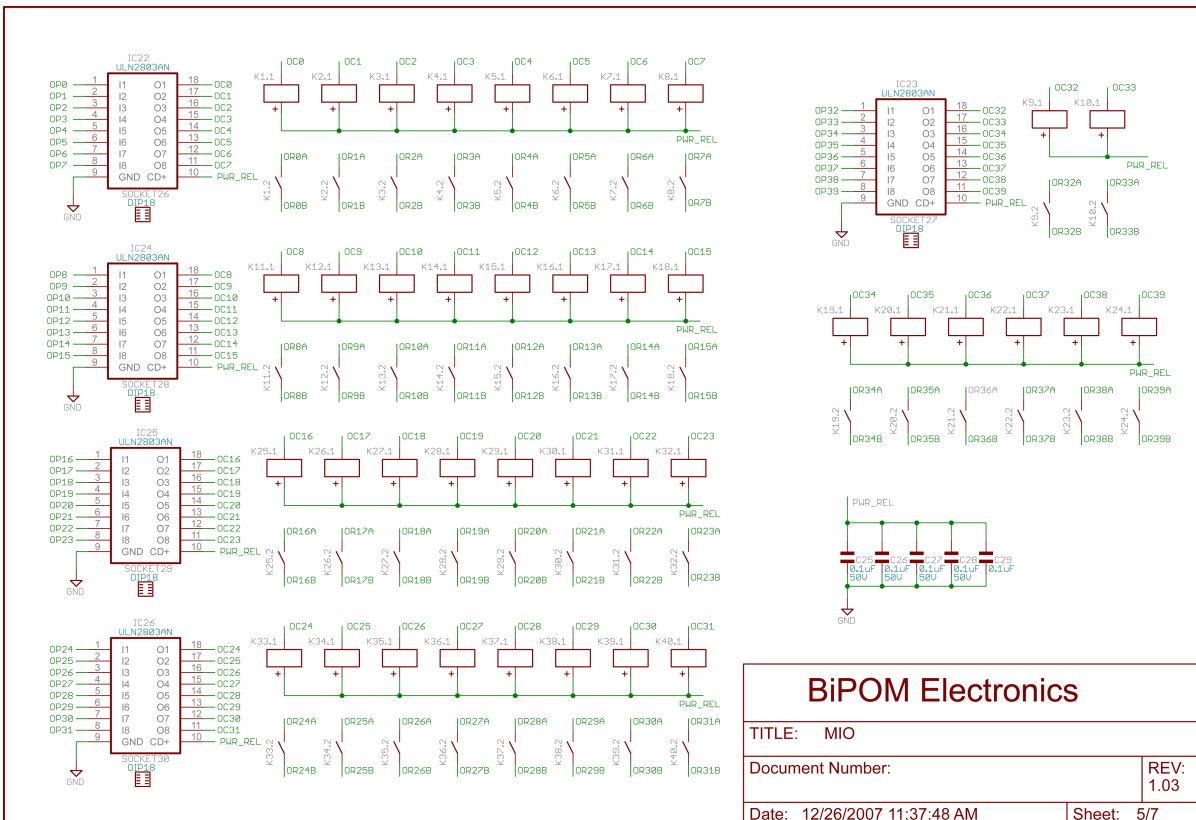 IC22
ULN2803AN
OP0 1 I1 O1 18 OC0
OP1 2 I2 O2 17 OC1
OP2 3 I3 O3 16 OC2
OP3 4 I4 O4 15 OC3
OP4 5 I5 O5 14 OC4
OP5 6 I6 O6 13 OC5
OP6 7 I7 O7 12 OC6
OP7 8 I8 O8 11 OC7
9 GND CD+ 10 PWR_REL
SOCKET26
DIP18
GND
OC0 OC1 OC2 OC3 OC4 OC5 OC6 OC7
K1.1 K2.1 K3.1 K4.1 K5.1 K6.1 K7.1 K8.1
+ + + + + + + +
PWR_REL
OR0A OR1A OR2A OR3A OR4A OR5A OR6A OR7A
K1.2 K2.2 K3.2 K4.2 K5.2 K6.2 K7.2 K8.2
OR0B OR1B OR2B OR3B OR4B OR5B OR6B OR7B
IC23
ULN2803AN
OP32 1 I1 O1 18 OC32
OP33 2 I2 O2 17 OC33
OP34 3 I3 O3 16 OC34
OP35 4 I4 O4 15 OC35
OP36 5 I5 O5 14 OC36
OP37 6 I6 O6 13 OC37
OP38 7 I7 O7 12 OC38
OP39 8 I8 O8 11 OC39
9 GND CD+ 10 PWR_REL
SOCKET27
DIP18
GND
OC32 OC33
K9.1 K10.1
+ +
PWR_REL
OR32A OR33A
K9.2 K10.2
OR32B OR33B
IC24
ULN2803AN
OP8 1 I1 O1 18 OC8
OP9 2 I2 O2 17 OC9
OP10 3 I3 O3 16 OC10
OP11 4 I4 O4 15 OC11
OP12 5 I5 O5 14 OC12
OP13 6 I6 O6 13 OC13
OP14 7 I7 O7 12 OC14
OP15 8 I8 O8 11 OC15
9 GND CD+ 10 PWR_REL
SOCKET28
DIP18
GND
OC8 OC9 OC10 OC11 OC12 OC13 OC14 OC15
K11.1 K12.1 K13.1 K14.1 K15.1 K16.1 K17.1 K18.1
+ + + + + + + +
PWR_REL
OR8A OR9A OR10A OR11A OR12A OR13A OR14A OR15A
K11.2 K12.2 K13.2 K14.2 K15.2 K16.2 K17.2 K18.2
OR8B OR9B OR10B OR11B OR12B OR13B OR14B OR15B
OC34 OC35 OC36 OC37 OC38 OC39
K19.1 K20.1 K21.1 K22.1 K23.1 K24.1
+ + + + + +
PWR_REL
OR34A OR35A OR36A OR37A OR38A OR39A
K19.2 K20.2 K21.2 K22.2 K23.2 K24.2
OR34B OR35B OR36B OR37B OR38B OR39B
IC25
ULN2803AN
OP16 1 I1 O1 18 OC16
OP17 2 I2 O2 17 OC17
OP18 3 I3 O3 16 OC18
OP19 4 I4 O4 15 OC19
OP20 5 I5 O5 14 OC20
OP21 6 I6 O6 13 OC21
OP22 7 I7 O7 12 OC22
OP23 8 I8 O8 11 OC23
9 GND CD+ 10 PWR_REL
SOCKET29
DIP18
GND
OC16 OC17 OC18 OC19 OC20 OC21 OC22 OC23
K25.1 K26.1 K27.1 K28.1 K29.1 K30.1 K31.1 K32.1
+ + + + + + + +
PWR_REL
OR16A OR17A OR18A OR19A OR20A OR21A OR22A OR23A
K25.2 K26.2 K27.2 K28.2 K29.2 K30.2 K31.2 K32.2
OR16B OR17B OR18B OR19B OR20B OR21B OR22B OR23B
PWR_REL
C25 C26 C27 C28 C29
0.1uF 0.1uF 0.1uF 0.1uF 0.1uF
50V 50V 50V 50V
GND
IC26
ULN2803AN
OP24 1 I1 O1 18 OC24
OP25 2 I2 O2 17 OC25
OP26 3 I3 O3 16 OC26
OP27 4 I4 O4 15 OC27
OP28 5 I5 O5 14 OC28
OP29 6 I6 O6 13 OC29
OP30 7 I7 O7 12 OC30
OP31 8 I8 O8 11 OC31
9 GND CD+ 10 PWR_REL
SOCKET30
DIP18
GND
OC24 OC25 OC26 OC27 OC28 OC29 OC30 OC31
K33.1 K34.1 K35.1 K36.1 K37.1 K38.1 K39.1 K40.1
+ + + + + + + +
PWR_REL
OR24A OR25A OR26A OR27A OR28A OR29A OR30A OR31A
K33.2 K34.2 K35.2 K36.2 K37.2 K38.2 K39.2 K40.2
OR24B OR25B OR26B OR27B OR28B OR29B OR30B OR31B
BiPOM Electronics
TITLE: MIO
Document Number:
REV:
1.03
Date: 12/26/2007 11:37:48 AM
Sheet: 5/7